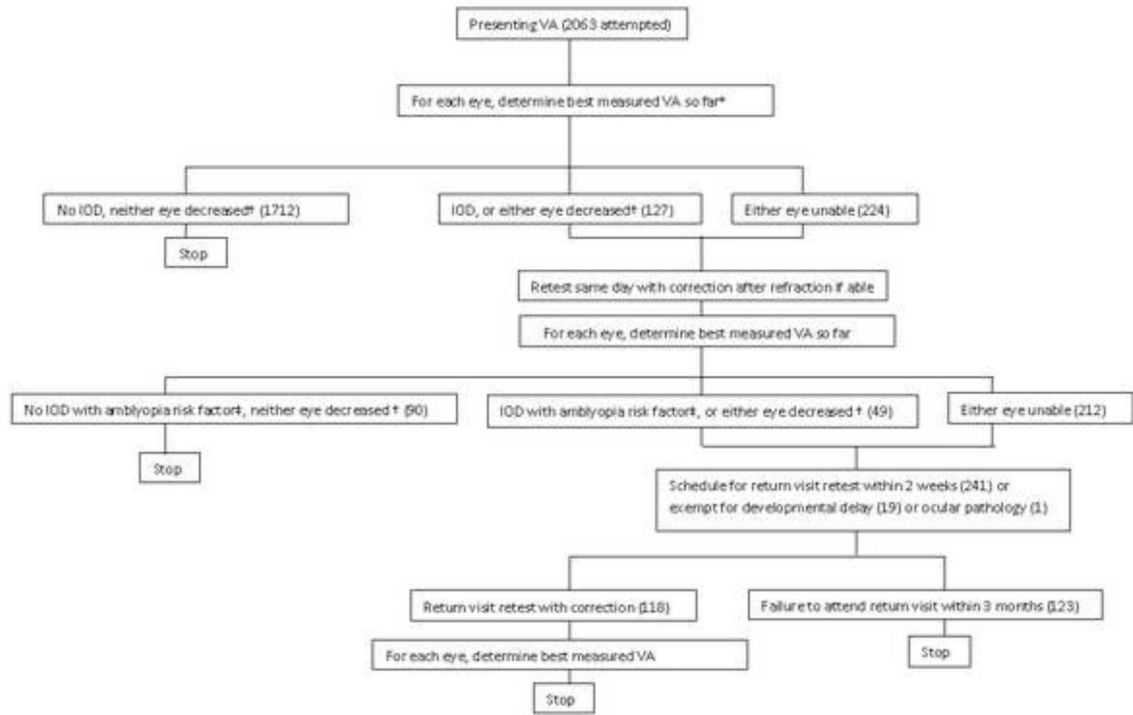 Presenting VA (2063 attempted)
For each eye, determine best measured VA so far*
No IOD, neither eye decreased† (1712)
IOD, or either eye decreased† (127)
Either eye unable (224)
Stop
Retest same day with correction after refraction if able
For each eye, determine best measured VA so far
No IOD with amblyopia risk factor‡, neither eye decreased † (90)
IOD with amblyopia risk factor‡, or either eye decreased † (49)
Either eye unable (212)
Stop
Schedule for return visit retest within 2 weeks (241) or
exempt for developmental delay (19) or ocular pathology (1)
Return visit retest with correction (118)
Failure to attend return visit within 3 months (123)
For each eye, determine best measured VA
Stop
Stop